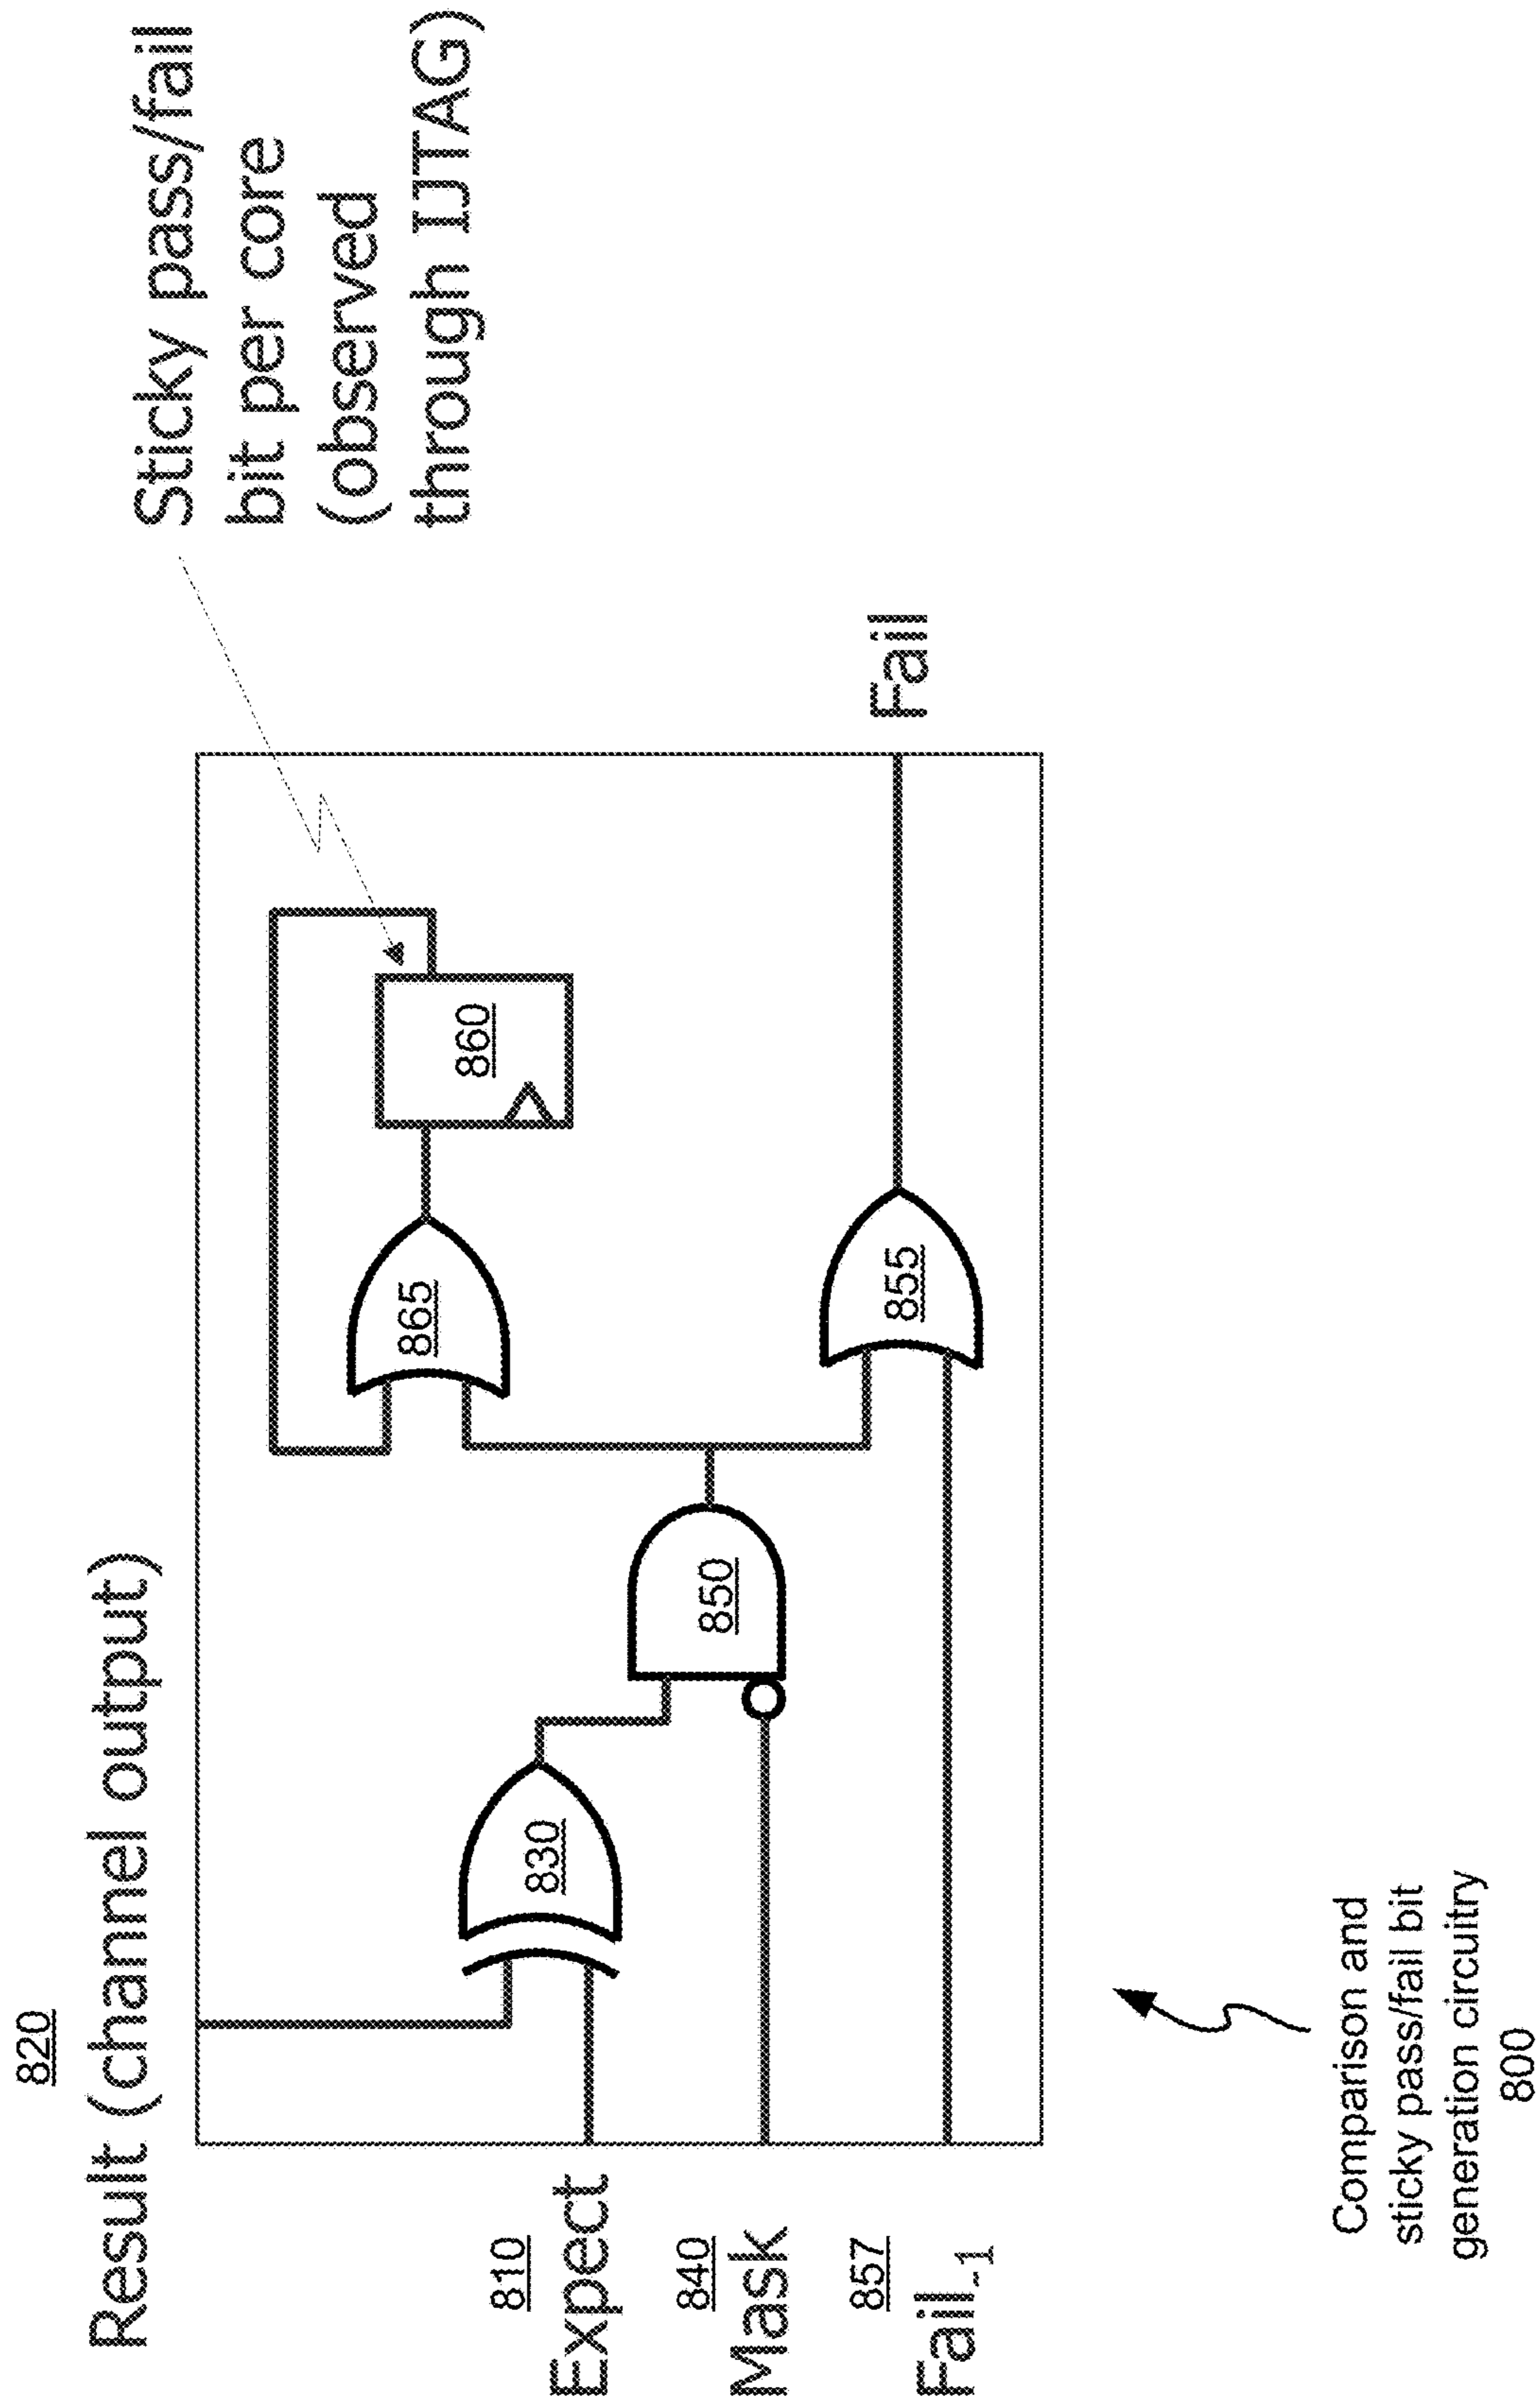 820
Result (channel output)
Sticky pass/fail
bit per core
(observed
through IJTAG)
810
Expect
840
Mask
857
Fail-1
830
850
865
860
855
Fail
Comparison and
sticky pass/fail bit
generation circuitry
800